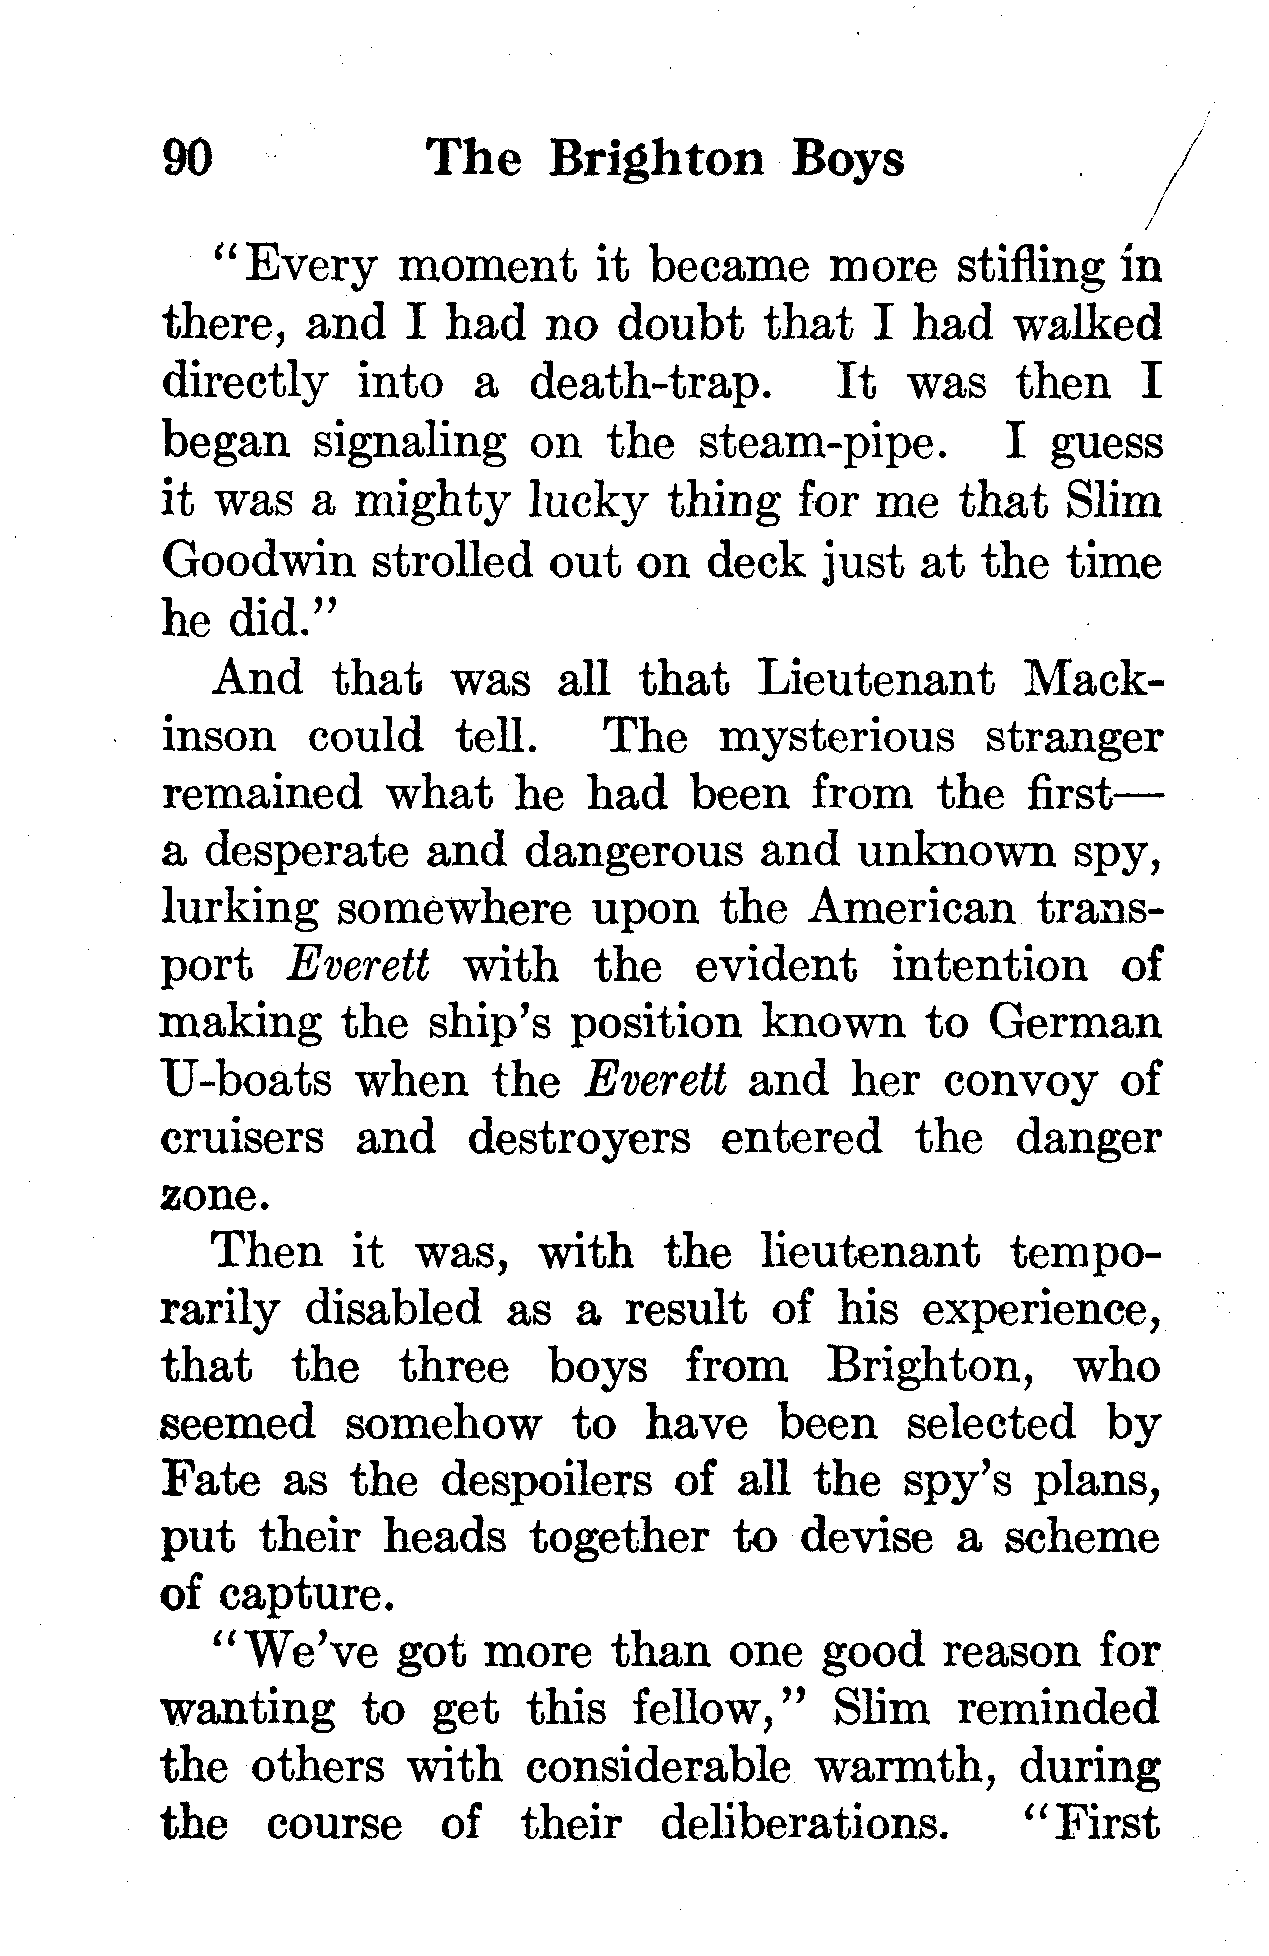 90 The Brighton Boys
“Every moment it became more stifling in
there, and I had no doubt that I had walked
directly into a death-trap. It was then I
began signaling on the steam-pipe. I guess
it was a mighty lucky thing for me that Slim
Goodwin strolled out on deck just at the time
he did.”
And that was all that Lieutenant Mack-
inson could tell. The mysterious stranger
remained what he had been from the first—
a desperate and dangerous and unknown spy,
lurking somewhere upon the American trans-
port Everett with the evident intention of
making the ship’s position known to German
U-boats when the Everett and her convoy of
cruisers and destroyers entered the danger
zone.
Then it was, with the lieutenant tempo-
rarily disabled as a result of his experience,
that the three boys from Brighton, who
seemed somehow to have been selected by
Fate as the despoilers of all the spy’s plans,
put their heads together to devise a scheme
of capture.
“We’ve got more than one good reason for
wanting to get this fellow,” Slim reminded
the others with considerable warmth, during
the course of their deliberations. “First